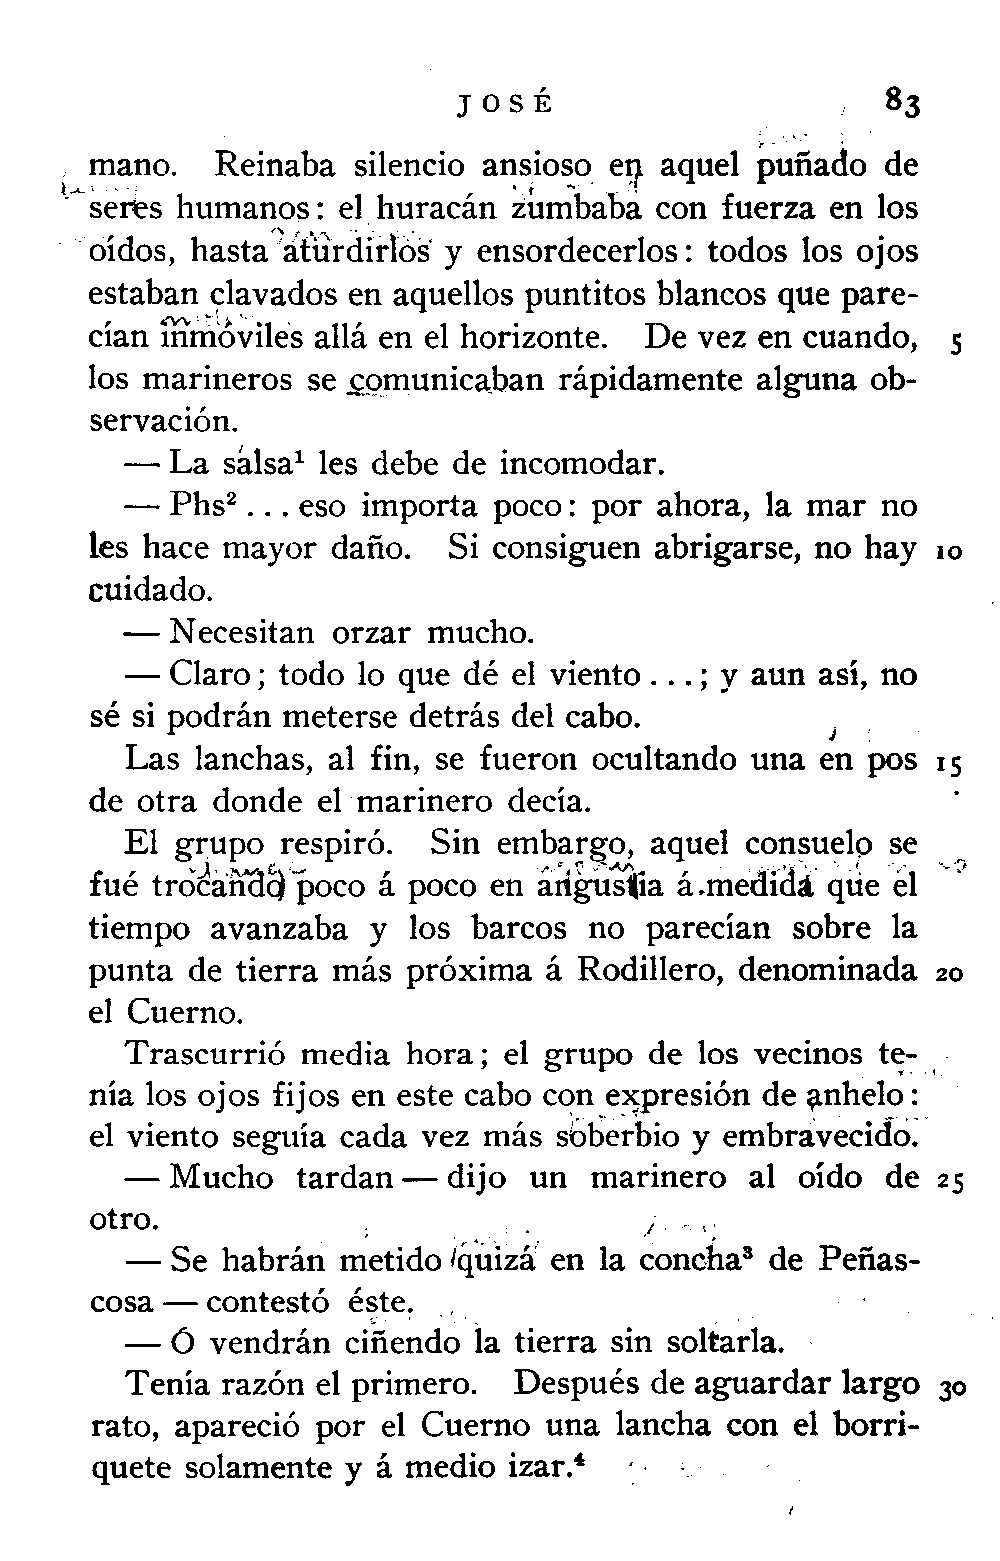 JOSÉ 83
mano. Reinaba silencio ansioso en aquel puñado de
seres humanos: el huracán zumbaba con fuerza en los
oídos, hasta aturdirlos y ensordecerlos: todos los ojos
estaban clavados en aquellos puntitos blancos que pare-
cían inmóviles allá en el horizonte. De vez en cuando, 5
los marineros se comunicaban rápidamente alguna ob-
servación.
— La salsa¹ les debe de incomodar.
— Phs² . . . eso importa poco: por ahora, la mar no
les hace mayor daño. Si consiguen abrigarse, no hay 10
cuidado.
— Necesitan orzar mucho.
— Claro; todo lo que dé el viento . . . ; y aun así, no
sé si podrán meterse detrás del cabo.
Las lanchas, al fin, se fueron ocultando una en pos 15
de otra donde el marinero decía.
El grupo respiró. Sin embargo, aquel consuelo se
fué trocando poco á poco en angustia á medida que el
tiempo avanzaba y los barcos no parecían sobre la
punta de tierra más próxima á Rodillero, denominada 20
el Cuerno.
Trascurrió media hora; el grupo de los vecinos te-
nía los ojos fijos en este cabo con expresión de anhelo:
el viento seguía cada vez más soberbio y embravecido.
— Mucho tardan — dijo un marinero al oído de 25
otro.
— Se habrán metido quizá en la concha³ de Peñas-
cosa — contestó éste.
— Ó vendrán ciñendo la tierra sin soltarla.
Tenía razón el primero. Después de aguardar largo 30
rato, apareció por el Cuerno una lancha con el borri-
quete solamente y á medio izar.⁴